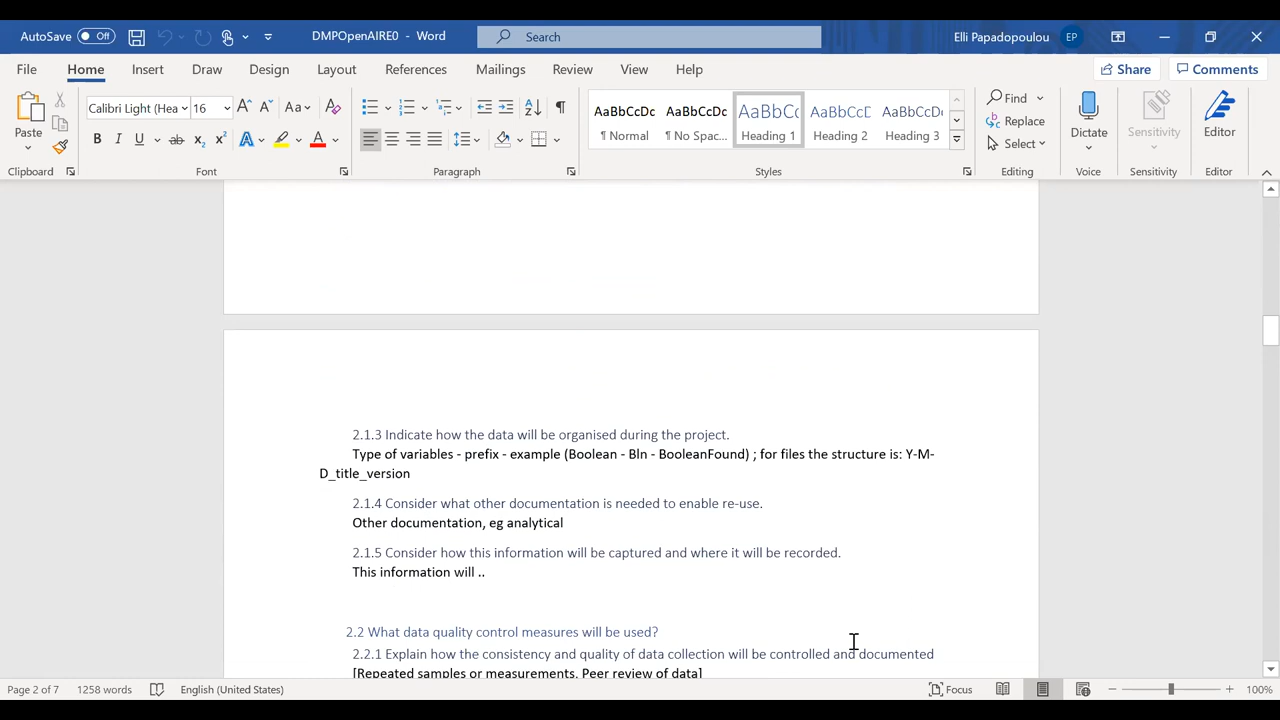 AutoSave Off DMPOpenAIRE0 - Word Search Elli Papadopoulou EP
File Home Insert Draw Design Layout References Mailings Review View Help Share Comments
Paste
Calibri Light (Hea 16 Aa
B I U ab x2 x2 A A
AaBbCcDc AaBbCcDc AaBbCc AaBbCcD AaBbCcDc
¶ Normal ¶ No Spac... Heading 1 Heading 2 Heading 3
Find
Replace
Select
Dictate
Sensitivity
Editor
Clipboard Font Paragraph Styles Editing Voice Sensitivity Editor
2.1.3 Indicate how the data will be organised during the project.
Type of variables - prefix - example (Boolean - Bln - BooleanFound) ; for files the structure is: Y-M-
D_title_version
2.1.4 Consider what other documentation is needed to enable re-use.
Other documentation, eg analytical
2.1.5 Consider how this information will be captured and where it will be recorded.
This information will ..
2.2 What data quality control measures will be used?
2.2.1 Explain how the consistency and quality of data collection will be controlled and documented
[Repeated samples or measurements, Peer review of data]
Page 2 of 7 1258 words English (United States) Focus 100%